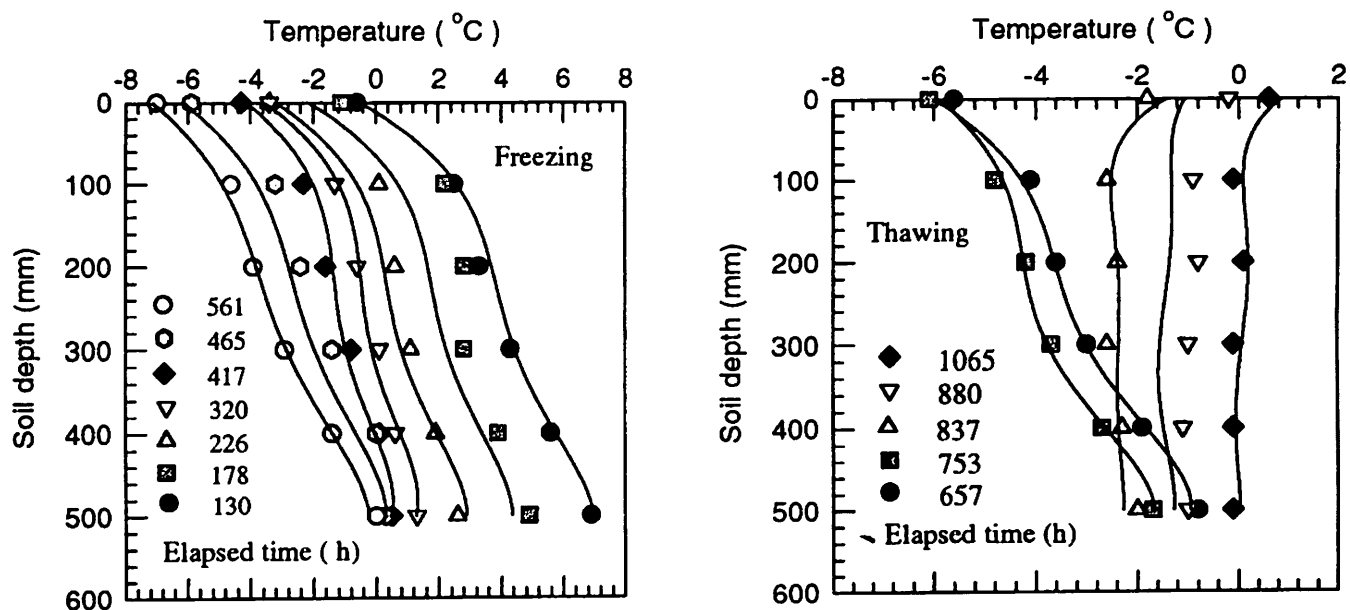 Temperature ( °C)
-8 -6 -4 -2 0 2 4 6 8
0
100
200
300
400
500
600
Soil depth (mm)
Freezing
561
465
417
320
226
178
130
Elapsed time ( h)
Temperature ( °C)
-8 -6 -4 -2 0 2
0
100
200
300
400
500
600
Soil depth (mm)
Thawing
1065
880
837
753
657
Elapsed time (h)